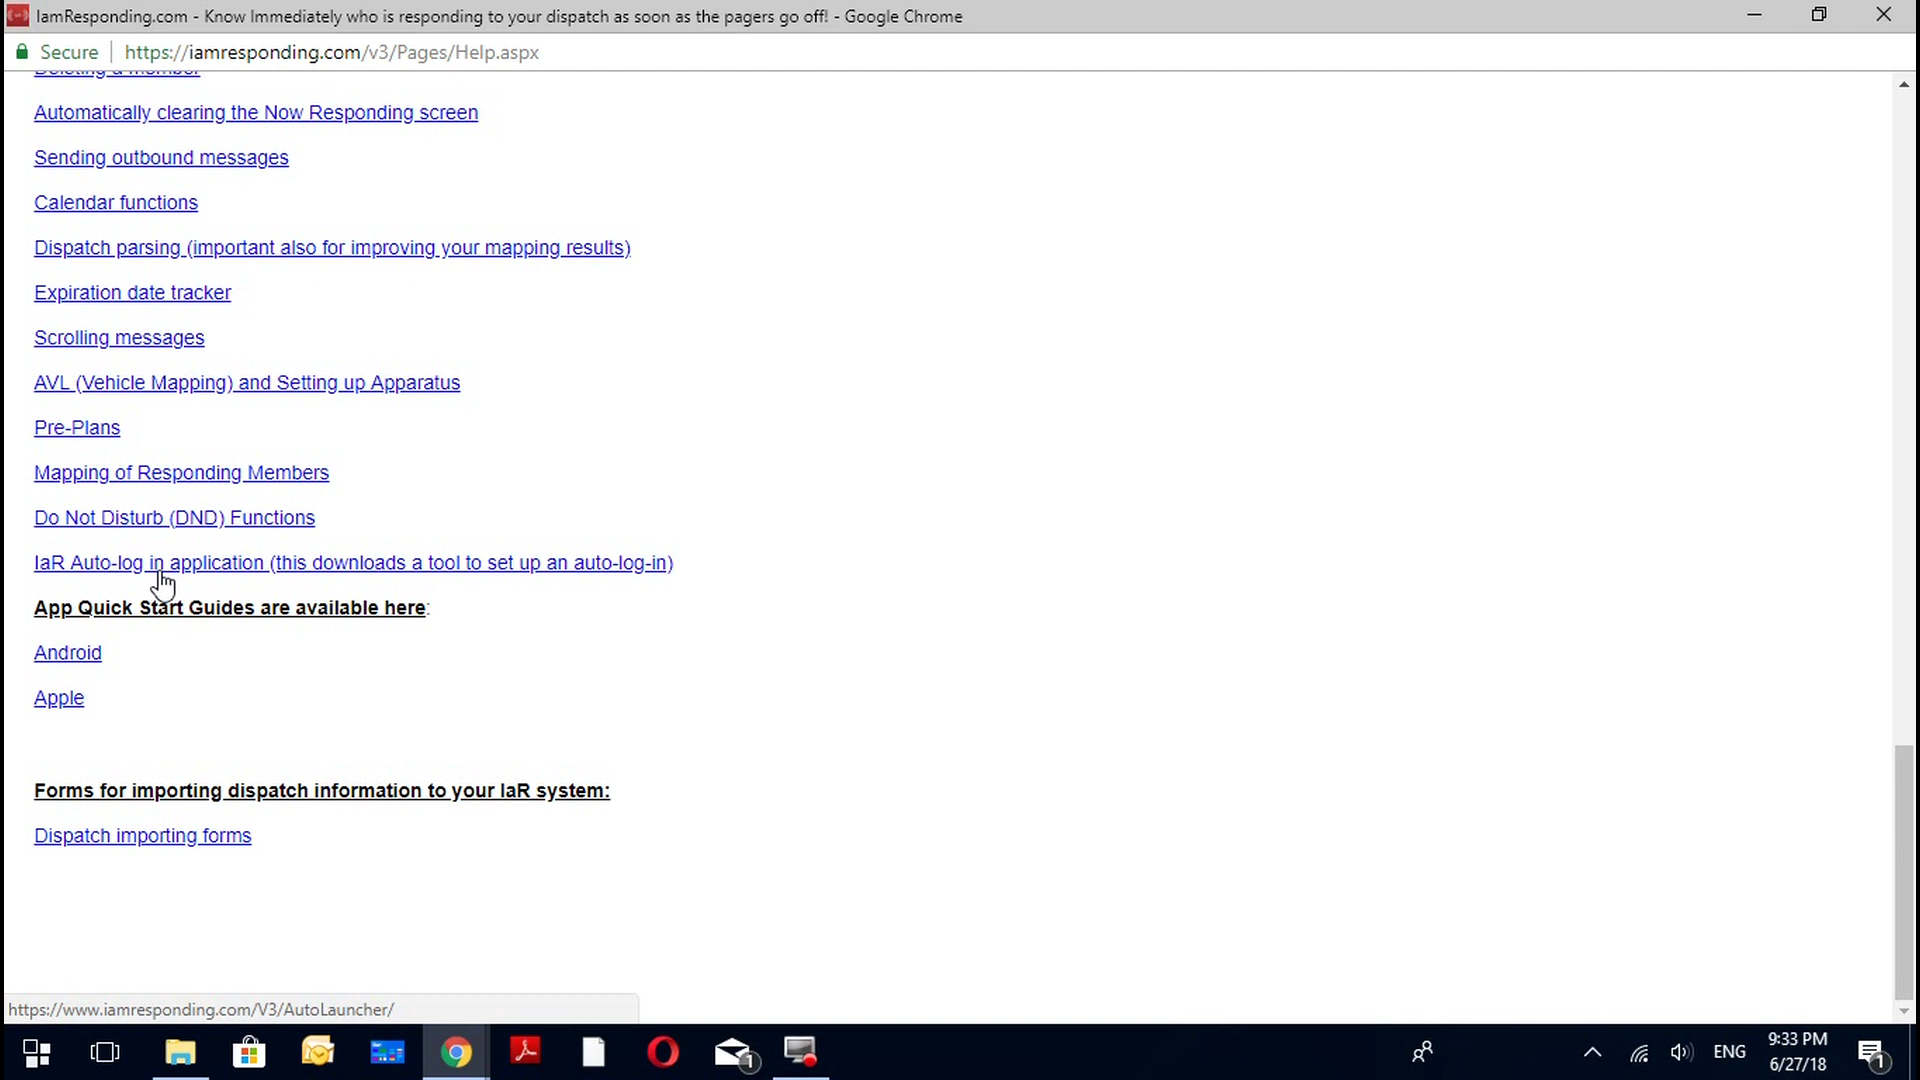 IamResponding.com - Know Immediately who is responding to your dispatch as soon as the pagers go off! - Google Chrome
Secure https://iamresponding.com/v3/Pages/Help.aspx
Deleting a member
Automatically clearing the Now Responding screen
Sending outbound messages
Calendar functions
Dispatch parsing (important also for improving your mapping results)
Expiration date tracker
Scrolling messages
AVL (Vehicle Mapping) and Setting up Apparatus
Pre-Plans
Mapping of Responding Members
Do Not Disturb (DND) Functions
IaR Auto-log in application (this downloads a tool to set up an auto-log-in)
App Quick Start Guides are available here:
Android
Apple
Forms for importing dispatch information to your IaR system:
Dispatch importing forms
https://www.iamresponding.com/V3/AutoLauncher/
1
ENG
9:33 PM
6/27/18
1